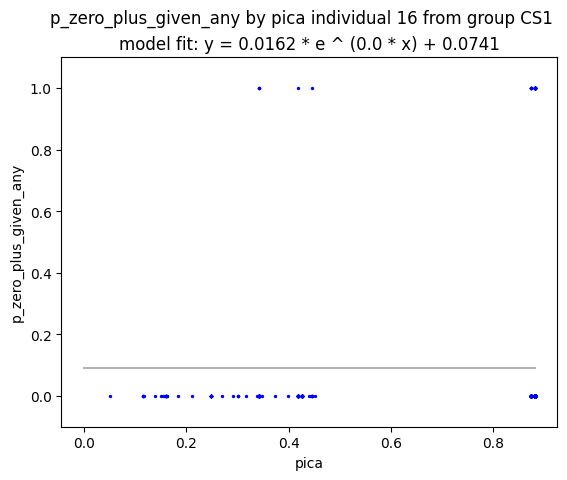 p_zero_plus_given_any by pica individual 16 from group CS1
model fit: y = 0.0162 * e ^ (0.0 * x) + 0.0741
1.0
0.8
0.6
0.4
0.2
0.0
p_zero_plus_given_any
0.0 0.2 0.4 0.6 0.8
pica